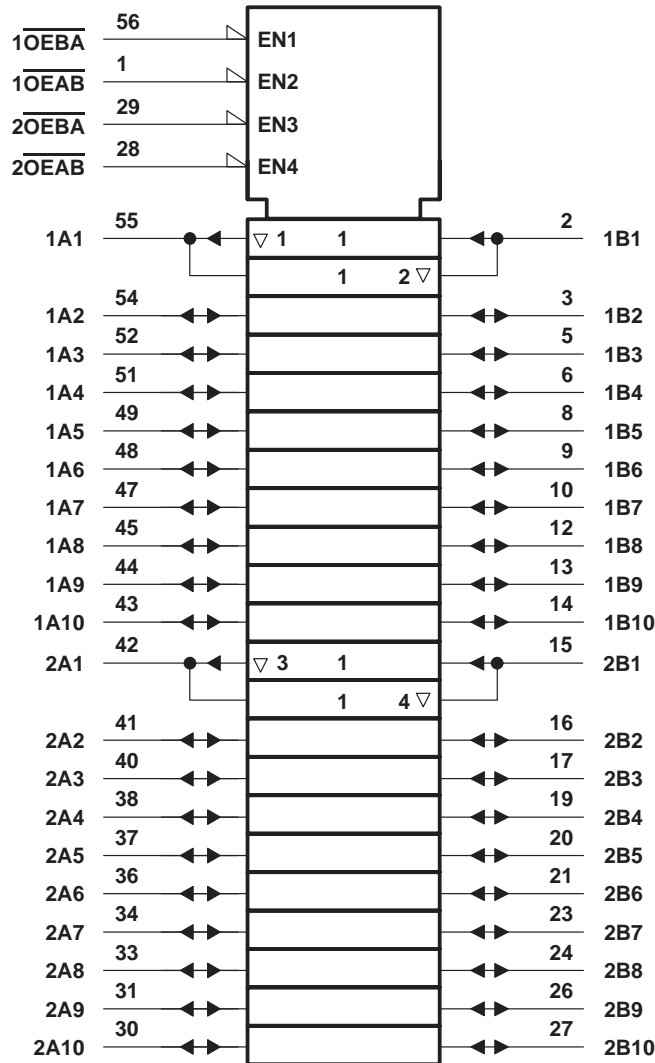 1O̅E̅B̅A̅ 56 EN1
1O̅E̅A̅B̅ 1 EN2
2O̅E̅B̅A̅ 29 EN3
2O̅E̅A̅B̅ 28 EN4
1A1 55 ▽ 1 1 2 1B1
1 2 ▽
1A2 54 3 1B2
1A3 52 5 1B3
1A4 51 6 1B4
1A5 49 8 1B5
1A6 48 9 1B6
1A7 47 10 1B7
1A8 45 12 1B8
1A9 44 13 1B9
1A10 43 14 1B10
2A1 42 ▽ 3 1 15 2B1
1 4 ▽
2A2 41 16 2B2
2A3 40 17 2B3
2A4 38 19 2B4
2A5 37 20 2B5
2A6 36 21 2B6
2A7 34 23 2B7
2A8 33 24 2B8
2A9 31 26 2B9
2A10 30 27 2B10